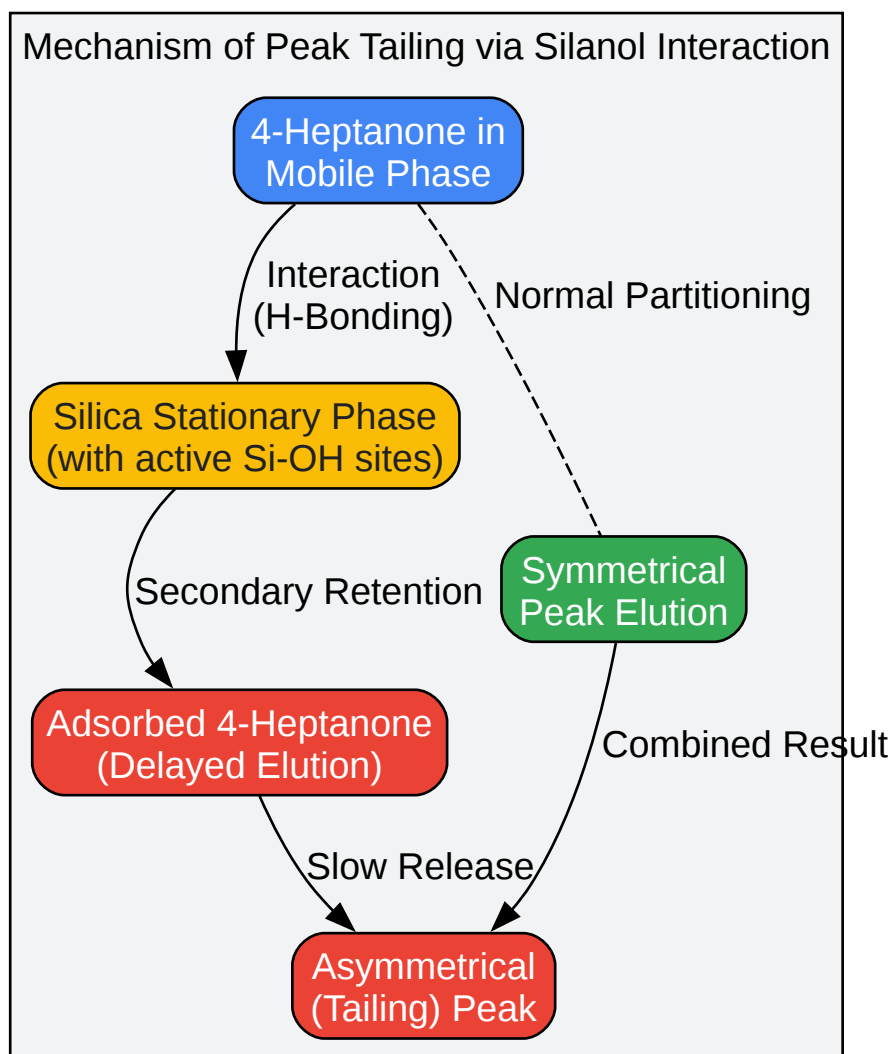 Mechanism of Peak Tailing via Silanol Interaction
4-Heptanone in
Mobile Phase
Interaction
(H-Bonding)
Normal Partitioning
Silica Stationary Phase
(with active Si-OH sites)
Symmetrical
Peak Elution
Secondary Retention
Adsorbed 4-Heptanone
(Delayed Elution)
Combined Result
Slow Release
Asymmetrical
(Tailing) Peak